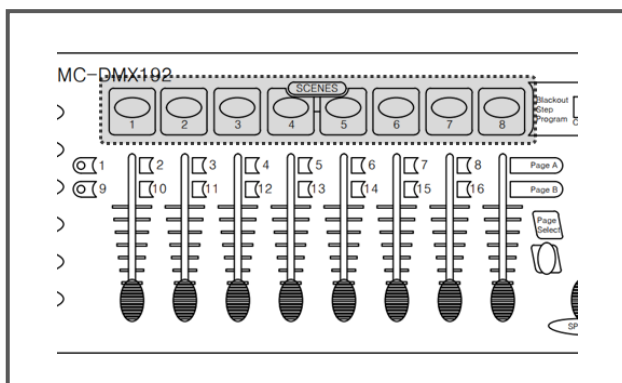 MC-DMX192
SCENES
1 2 3 4 5 6 7 8
Blackout
Step
Program
1 2 3 4 5 6 7 8 Page A
9 10 11 12 13 14 15 16 Page B
Page
Select
SP